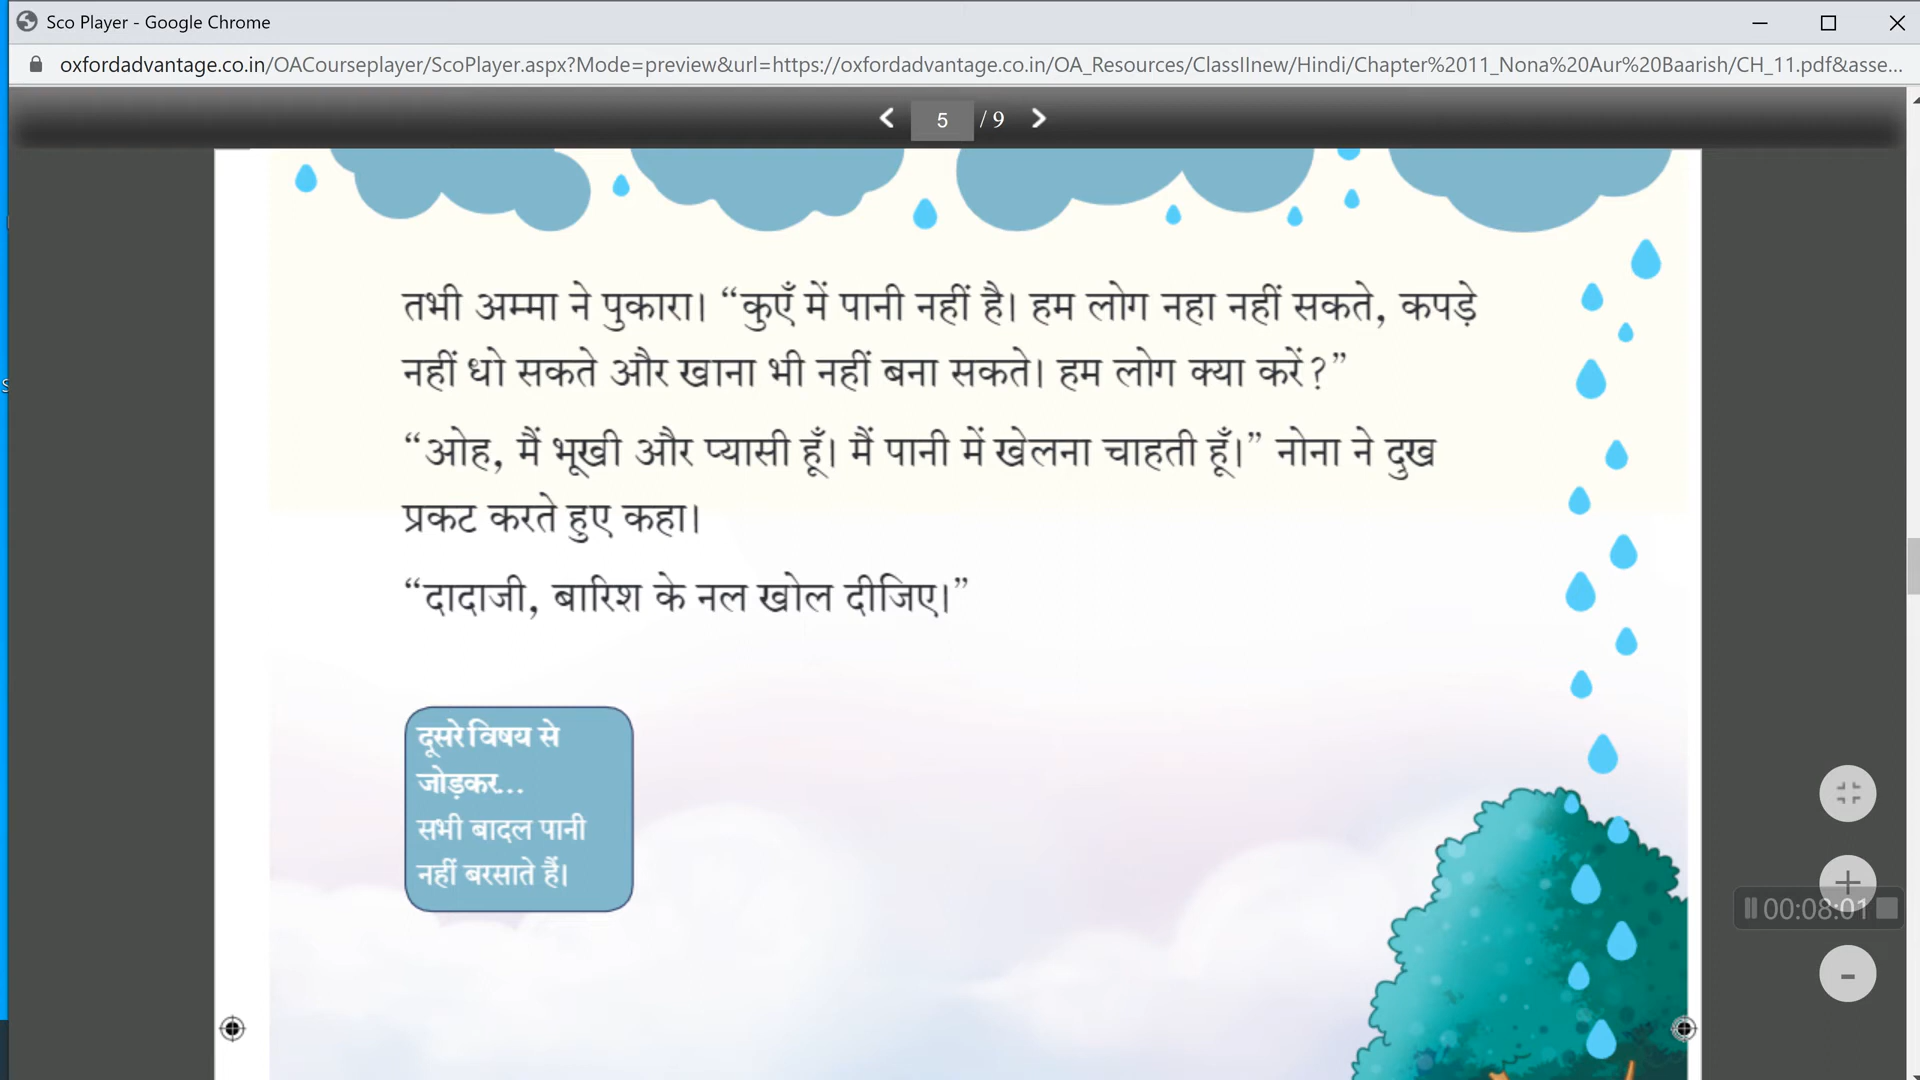 Sco Player - Google Chrome
oxfordadvantage.co.in/OACourseplayer/ScoPlayer.aspx?Mode=preview&url=https://oxfordadvantage.co.in/OA_Resources/ClassIInew/Hindi/Chapter%2011_Nona%20Aur%20Baarish/CH_11.pdf&asse...
5 / 9
तभी अम्मा ने पुकारा। “कुएँ में पानी नहीं है। हम लोग नहा नहीं सकते, कपड़े
नहीं धो सकते और खाना भी नहीं बना सकते। हम लोग क्या करें?”
“ओह, मैं भूखी और प्यासी हूँ। मैं पानी में खेलना चाहती हूँ।” नोना ने दुख
प्रकट करते हुए कहा।
“दादाजी, बारिश के नल खोल दीजिए।”
दूसरे विषय से
जोड़कर...
सभी बादल पानी
नहीं बरसाते हैं।
00:08:01